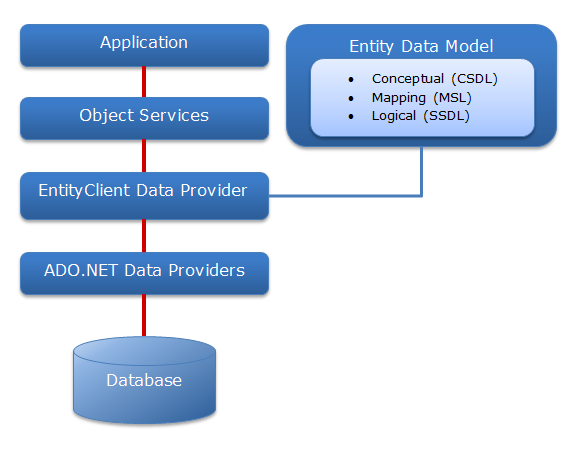 Application
Object Services
EntityClient Data Provider
ADO.NET Data Providers
Database
Entity Data Model
• Conceptual (CSDL)
• Mapping (MSL)
• Logical (SSDL)